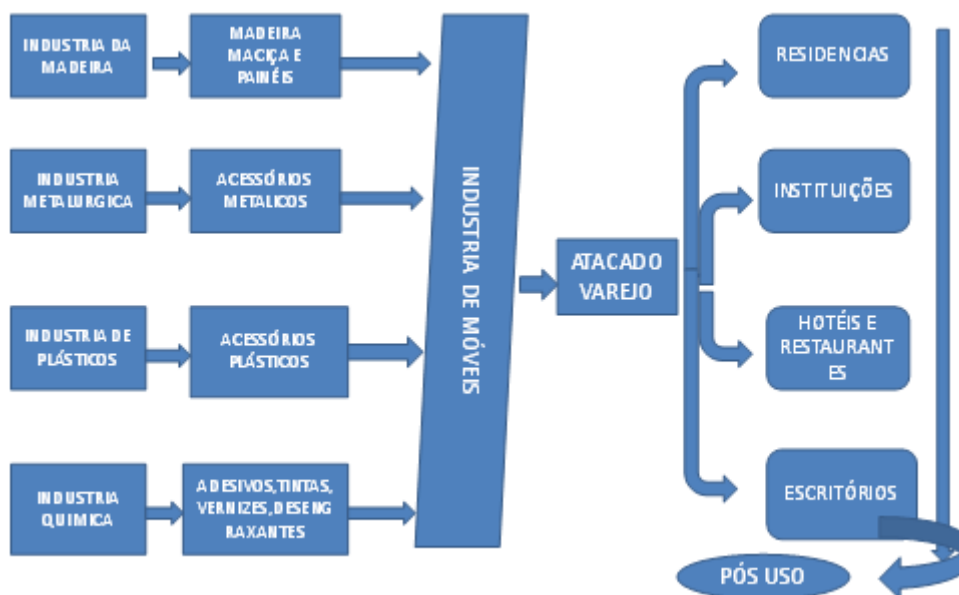 INDUSTRIA DA
MADEIRA
MADEIRA
MACIÇA E
PAINÉIS
RESIDENCIAS
INDUSTRIA
METALURGICA
ACESSÓRIOS
METALICOS
INSTITUIÇÕES
INDUSTRIA DE MÓVEIS
ATACADO
VAREJO
INDUSTRIA DE
PLÁSTICOS
ACESSÓRIOS
PLÁSTICOS
HOTÉIS E
RESTAURANT
ES
INDUSTRIA
QUIMICA
ADESIVOS,TINTAS,
VERNIZES,DESENG
RAXANTES
ESCRITÓRIOS
PÓS USO